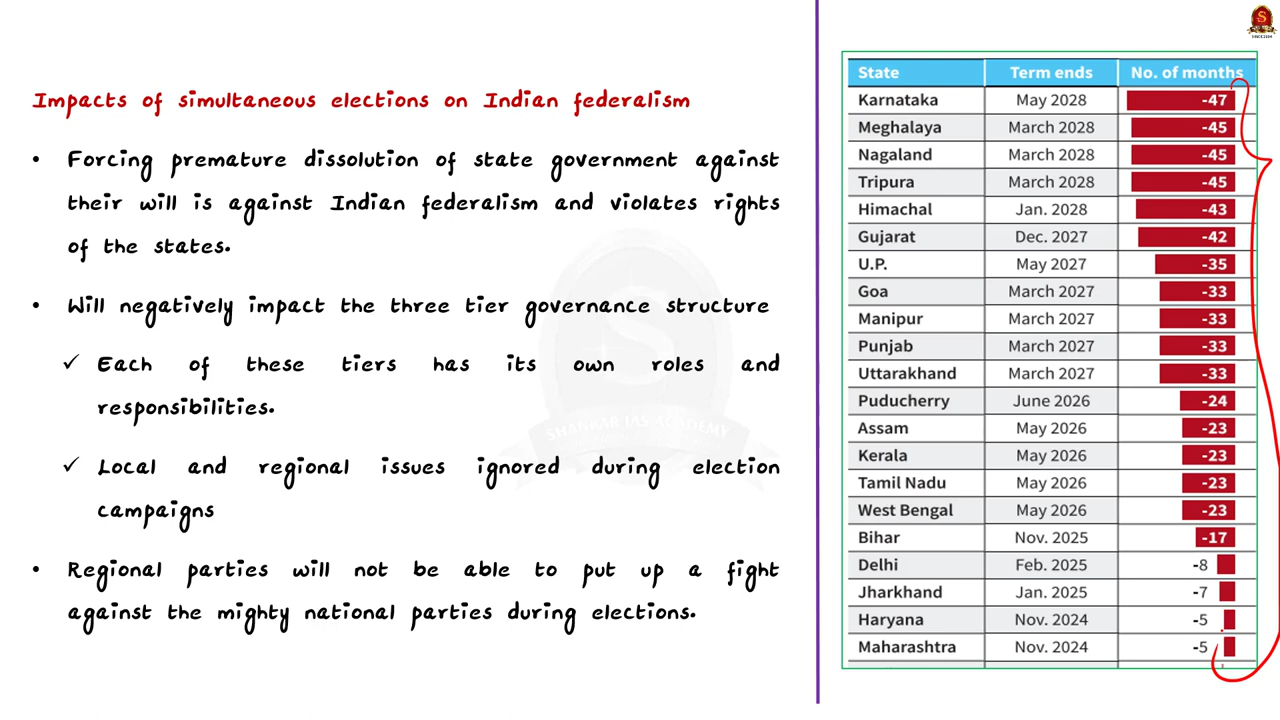 Impacts of simultaneous elections on Indian federalism
• Forcing premature dissolution of state government against
their will is against Indian federalism and violates rights
of the states.
• Will negatively impact the three tier governance structure
✓ Each of these tiers has its own roles and
responsibilities.
✓ Local and regional issues ignored during election
campaigns
• Regional parties will not be able to put up a fight
against the mighty national parties during elections.
SHANKAR IAS ACADEMY
S
State Term ends No. of months
Karnataka May 2028 -47
Meghalaya March 2028 -45
Nagaland March 2028 -45
Tripura March 2028 -45
Himachal Jan. 2028 -43
Gujarat Dec. 2027 -42
U.P. May 2027 -35
Goa March 2027 -33
Manipur March 2027 -33
Punjab March 2027 -33
Uttarakhand March 2027 -33
Puducherry June 2026 -24
Assam May 2026 -23
Kerala May 2026 -23
Tamil Nadu May 2026 -23
West Bengal May 2026 -23
Bihar Nov. 2025 -17
Delhi Feb. 2025 -8
Jharkhand Jan. 2025 -7
Haryana Nov. 2024 -5
Maharashtra Nov. 2024 -5